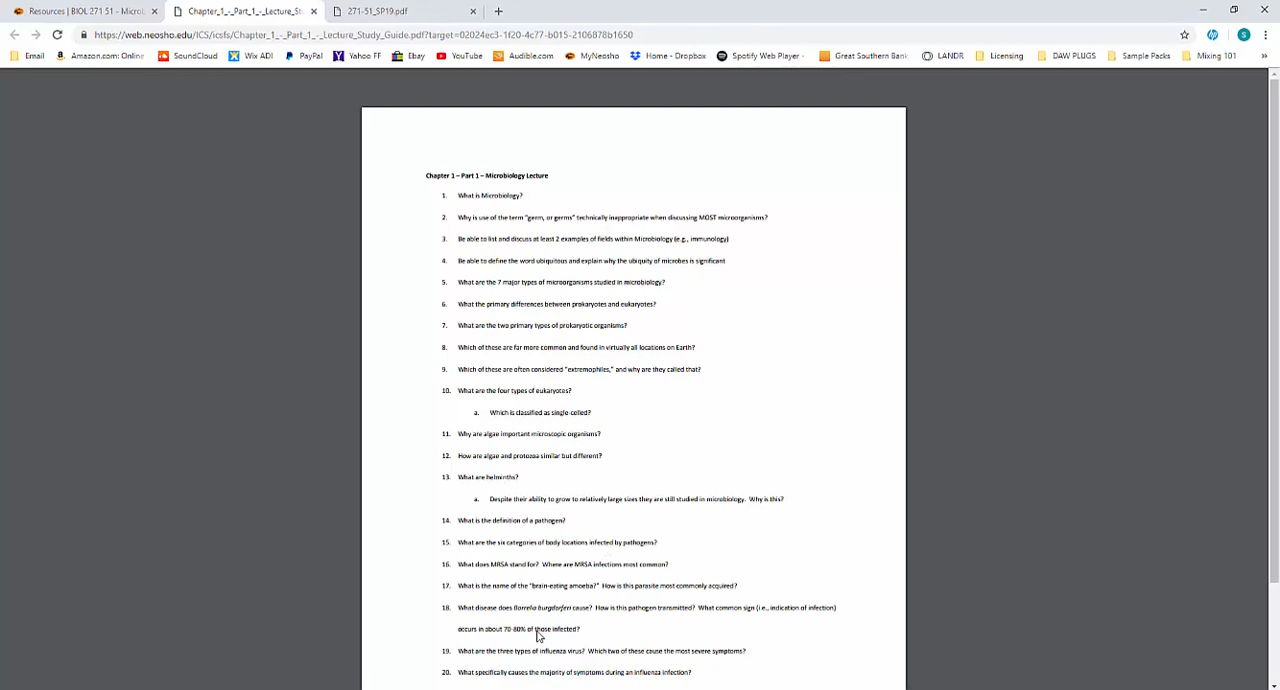 Resources | BIOL 271 51 - Microbi
Chapter_1_-_Part_1_-_Lecture_St
271-51_SP19.pdf
https://web.neosho.edu/ICS/icsfs/Chapter_1_-_Part_1_-_Lecture_Study_Guide.pdf?target=02024ec3-1f20-4c77-b015-2106878b1650
Email Amazon.com: Online SoundCloud Wix ADI PayPal Yahoo FF Ebay YouTube Audible.com MyNeosho Home - Dropbox Spotify Web Player - Great Southern Bank LANDR Licensing DAW PLUGS Sample Packs Mixing 101
Chapter 1 – Part 1 – Microbiology Lecture
1. What is Microbiology?
2. Why is use of the term "germ, or germs" technically inappropriate when discussing MOST microorganisms?
3. Be able to list and discuss at least 2 examples of fields within Microbiology (e.g., immunology)
4. Be able to define the word ubiquitous and explain why the ubiquity of microbes is significant
5. What are the 7 major types of microorganisms studied in microbiology?
6. What the primary differences between prokaryotes and eukaryotes?
7. What are the two primary types of prokaryotic organisms?
8. Which of these are far more common and found in virtually all locations on Earth?
9. Which of these are often considered "extremophiles," and why are they called that?
10. What are the four types of eukaryotes?
a. Which is classified as single-celled?
11. Why are algae important microscopic organisms?
12. How are algae and protozoa similar but different?
13. What are helminths?
a. Despite their ability to grow to relatively large sizes they are still studied in microbiology. Why is this?
14. What is the definition of a pathogen?
15. What are the six categories of body locations infected by pathogens?
16. What does MRSA stand for? Where are MRSA infections most common?
17. What is the name of the "brain-eating amoeba?" How is this parasite most commonly acquired?
18. What disease does Borrelia burgdorferi cause? How is this pathogen transmitted? What common sign (i.e., indication of infection)
occurs in about 70-80% of those infected?
19. What are the three types of influenza virus? Which two of these cause the most severe symptoms?
20. What specifically causes the majority of symptoms during an influenza infection?